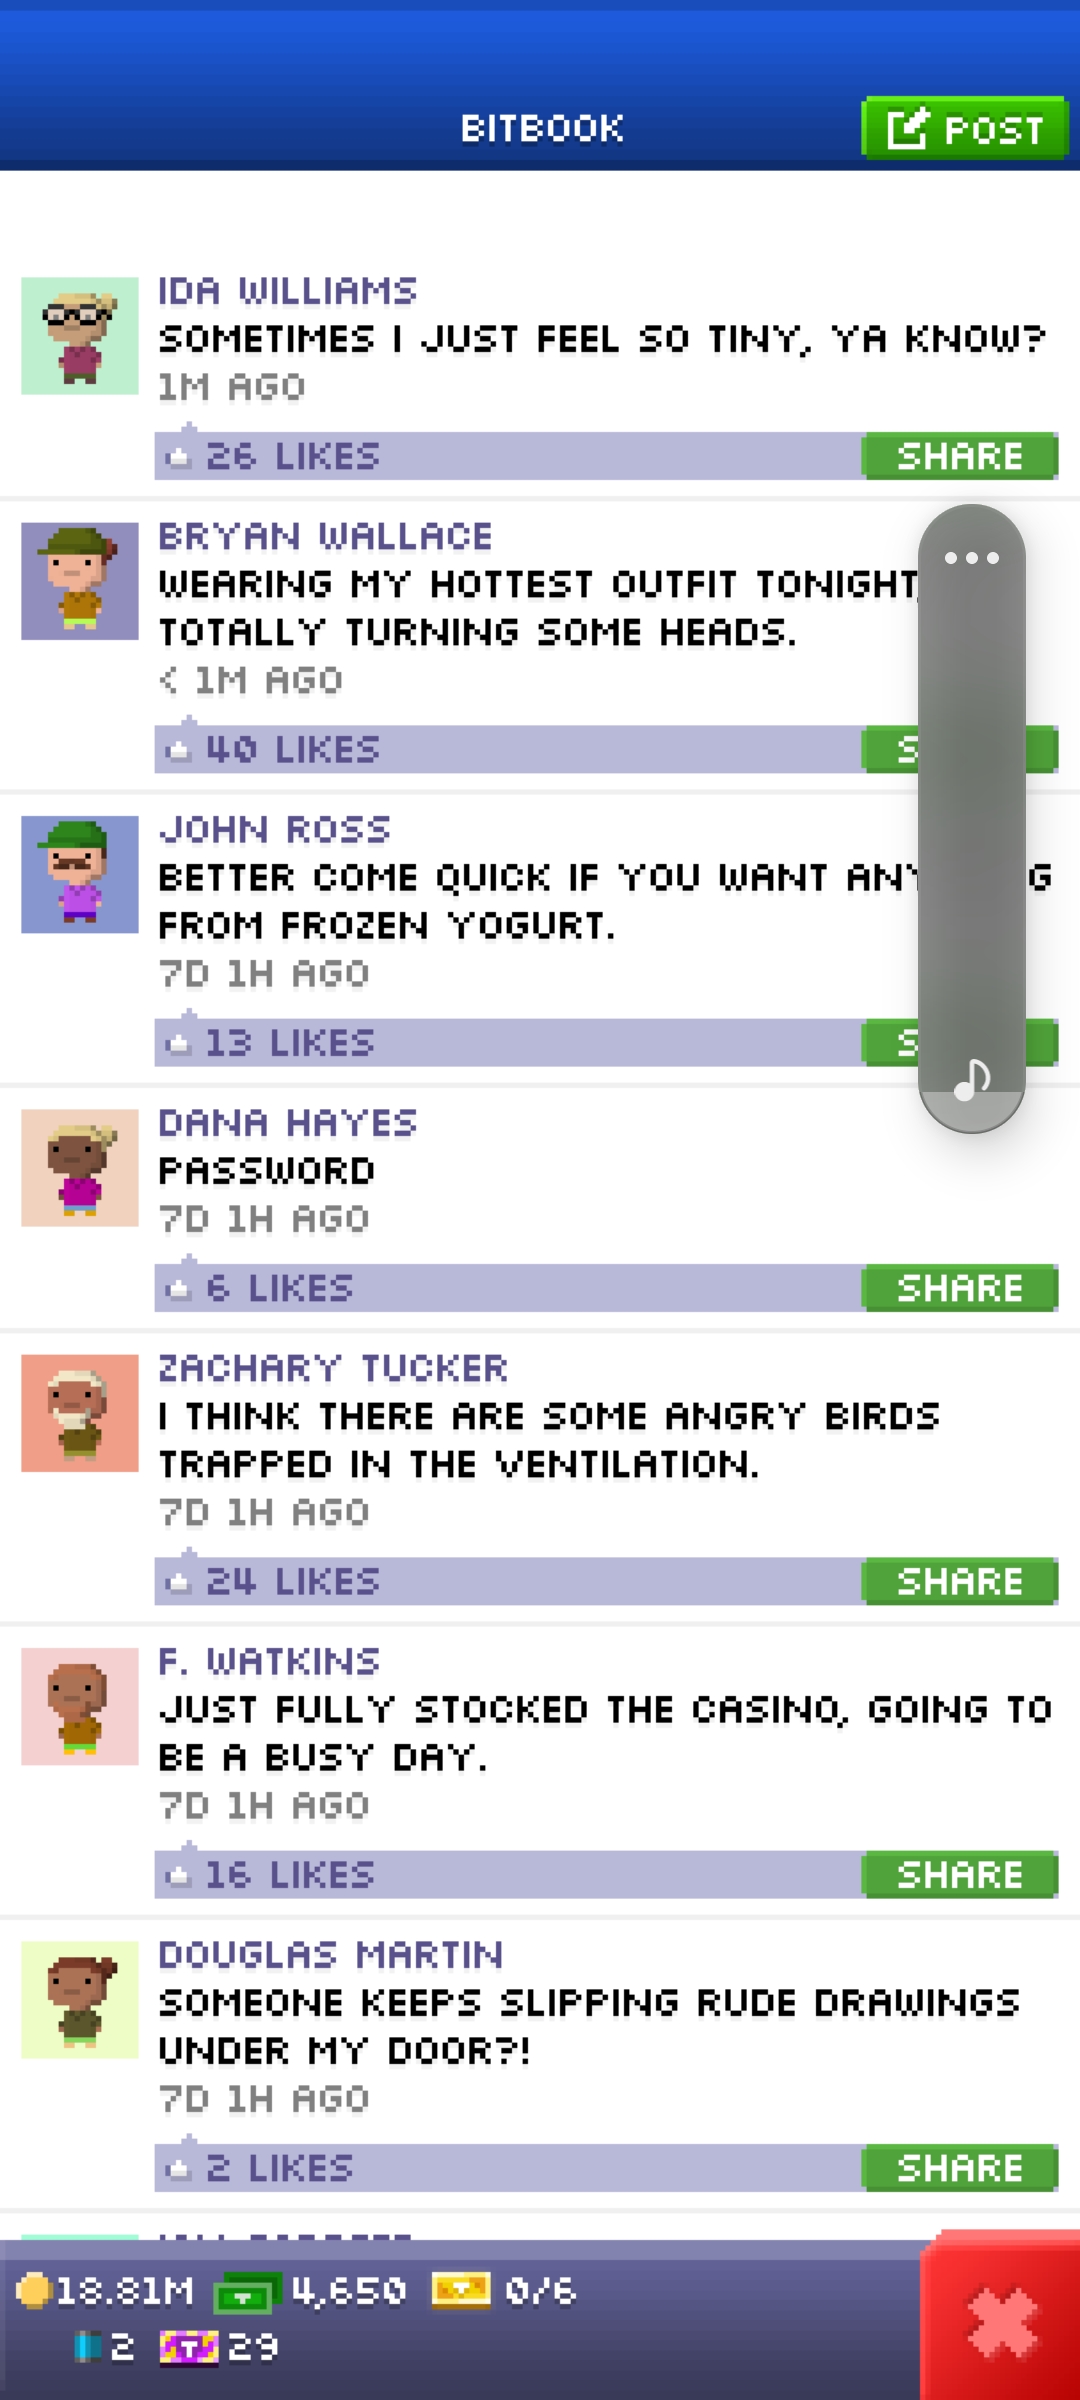 BITBOOK
POST
IDA WILLIAMS
SOMETIMES I JUST FEEL SO TINY, YA KNOW?
1M AGO
26 LIKES
SHARE
BRYAN WALLACE
WEARING MY HOTTEST OUTFIT TONIGHT
TOTALLY TURNING SOME HEADS.
< 1M AGO
40 LIKES
JOHN ROSS
BETTER COME QUICK IF YOU WANT
FROM FROZEN YOGURT.
7D 1H AGO
13 LIKES
DANA HAYES
PASSWORD
7D 1H AGO
6 LIKES
SHARE
ZACHARY TUCKER
I THINK THERE ARE SOME ANGRY BIRDS
TRAPPED IN THE VENTILATION.
7D 1H AGO
24 LIKES
SHARE
F. WATKINS
JUST FULLY STOCKED THE CASINO, GOING TO
BE A BUSY DAY.
7D 1H AGO
16 LIKES
SHARE
DOUGLAS MARTIN
SOMEONE KEEPS SLIPPING RUDE DRAWINGS
UNDER MY DOOR?!
7D 1H AGO
2 LIKES
SHARE
18.81M 4,650 0/6
2 29